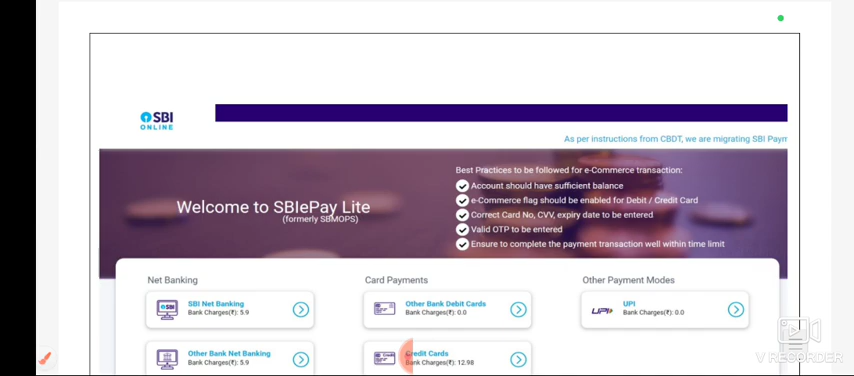 SBI
ONLINE
As per instructions from CBDT, we are migrating SBI Paym
Welcome to SBIePay Lite
(formerly SBMOPS)
Best Practices to be followed for e-Commerce transaction:
Account should have sufficient balance
e-Commerce flag should be enabled for Debit / Credit Card
Correct Card No, CVV, expiry date to be entered
Valid OTP to be entered
Ensure to complete the payment transaction well within time limit
Net Banking
SBI Net Banking
Bank Charges(₹): 5.9
Other Bank Net Banking
Bank Charges(₹): 5.9
Card Payments
Other Bank Debit Cards
Bank Charges(₹): 0.0
Credit Cards
Bank Charges(₹): 12.98
Other Payment Modes
UPI
UPI
Bank Charges(₹): 0.0
V RECORDER